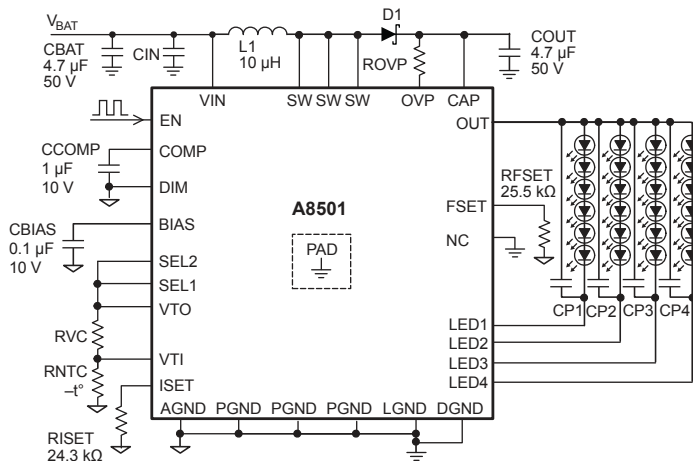 VBAT
D1
CBAT
4.7 µF
50 V
CIN
L1
10 µH
ROVP
COUT
4.7 µF
50 V
VIN
SW SW SW
OVP
CAP
EN
OUT
CCOMP
1 µF
10 V
COMP
DIM
RFSET
25.5 kΩ
A8501
FSET
CBIAS
0.1 µF
10 V
BIAS
PAD
NC
SEL2
SEL1
VTO
CP1
CP2
CP3
CP4
RVC
LED1
LED2
LED3
LED4
VTI
RNTC
–t°
ISET
AGND
PGND
PGND
PGND
LGND
DGND
RISET
24.3 kΩ